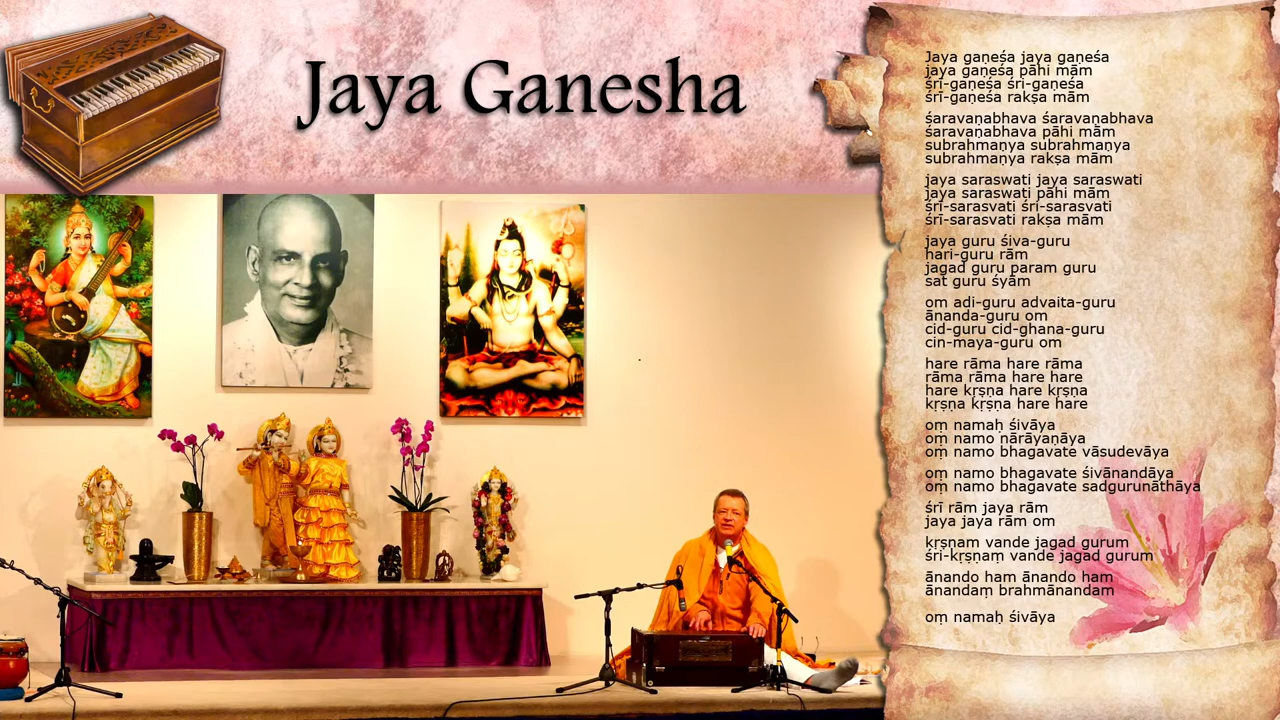 Jaya Ganesha
Jaya gaṇeśa jaya gaṇeśa
jaya gaṇeśa pāhi mām
śrī-gaṇeśa śrī-gaṇeśa
śrī-gaṇeśa rakṣa mām
śaravaṇabhava śaravaṇabhava
śaravaṇabhava pāhi mām
subrahmaṇya subrahmaṇya
subrahmaṇya rakṣa mām
jaya saraswati jaya saraswati
jaya saraswati pāhi mām
śrī-sarasvati śrī-sarasvati
śrī-sarasvati rakṣa mām
jaya guru śiva-guru
hari-guru rām
jagad guru param guru
sat guru śyām
om adi-guru advaita-guru
ānanda-guru om
cid-guru cid-ghana-guru
cin-maya-guru om
hare rāma hare rāma
rāma rāma hare hare
hare kṛṣṇa hare kṛṣṇa
kṛṣṇa kṛṣṇa hare hare
oṃ namaḥ śivāya
oṃ namo nārāyaṇāya
oṃ namo bhagavate vāsudevāya
oṃ namo bhagavate śivānandāya
oṃ namo bhagavate sadgurunāthāya
śrī rām jaya rām
jaya jaya rām om
kṛṣṇam vande jagad gurum
śrī-kṛṣṇaṃ vande jagad gurum
ānando ham ānando ham
ānandaṃ brahmānandam
oṃ namaḥ śivāya